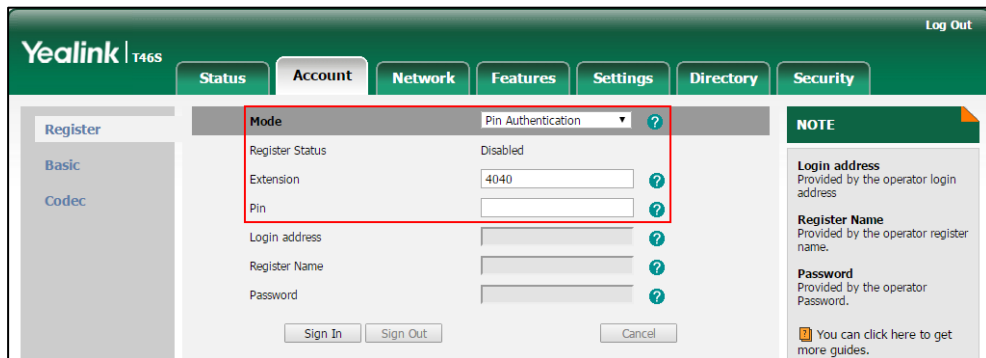 Log Out
Yealink T46S
Status Account Network Features Settings Directory Security
Register
Basic
Codec
Mode Pin Authentication ?
Register Status Disabled
Extension 4040 ?
Pin ?
Login address ?
Register Name ?
Password ?
Sign In Sign Out Cancel
NOTE
Login address
Provided by the operator login
address
Register Name
Provided by the operator register
name.
Password
Provided by the operator
Password.
? You can click here to get
more guides.